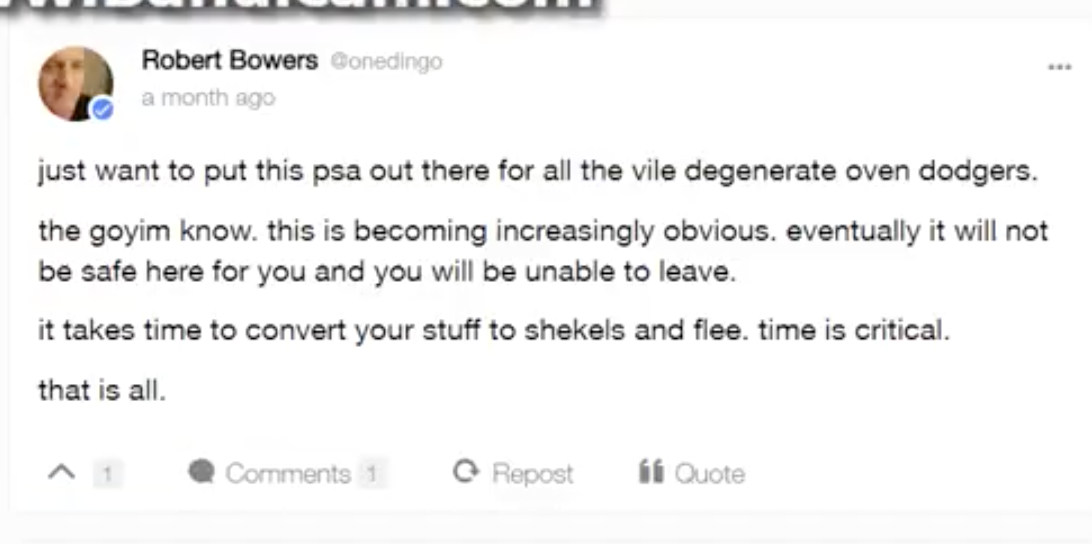 Robert Bowers @onedingo
a month ago
just want to put this psa out there for all the vile degenerate oven dodgers.
the goyim know. this is becoming increasingly obvious. eventually it will not
be safe here for you and you will be unable to leave.
it takes time to convert your stuff to shekels and flee. time is critical.
that is all.
1 Comments 1 Repost Quote